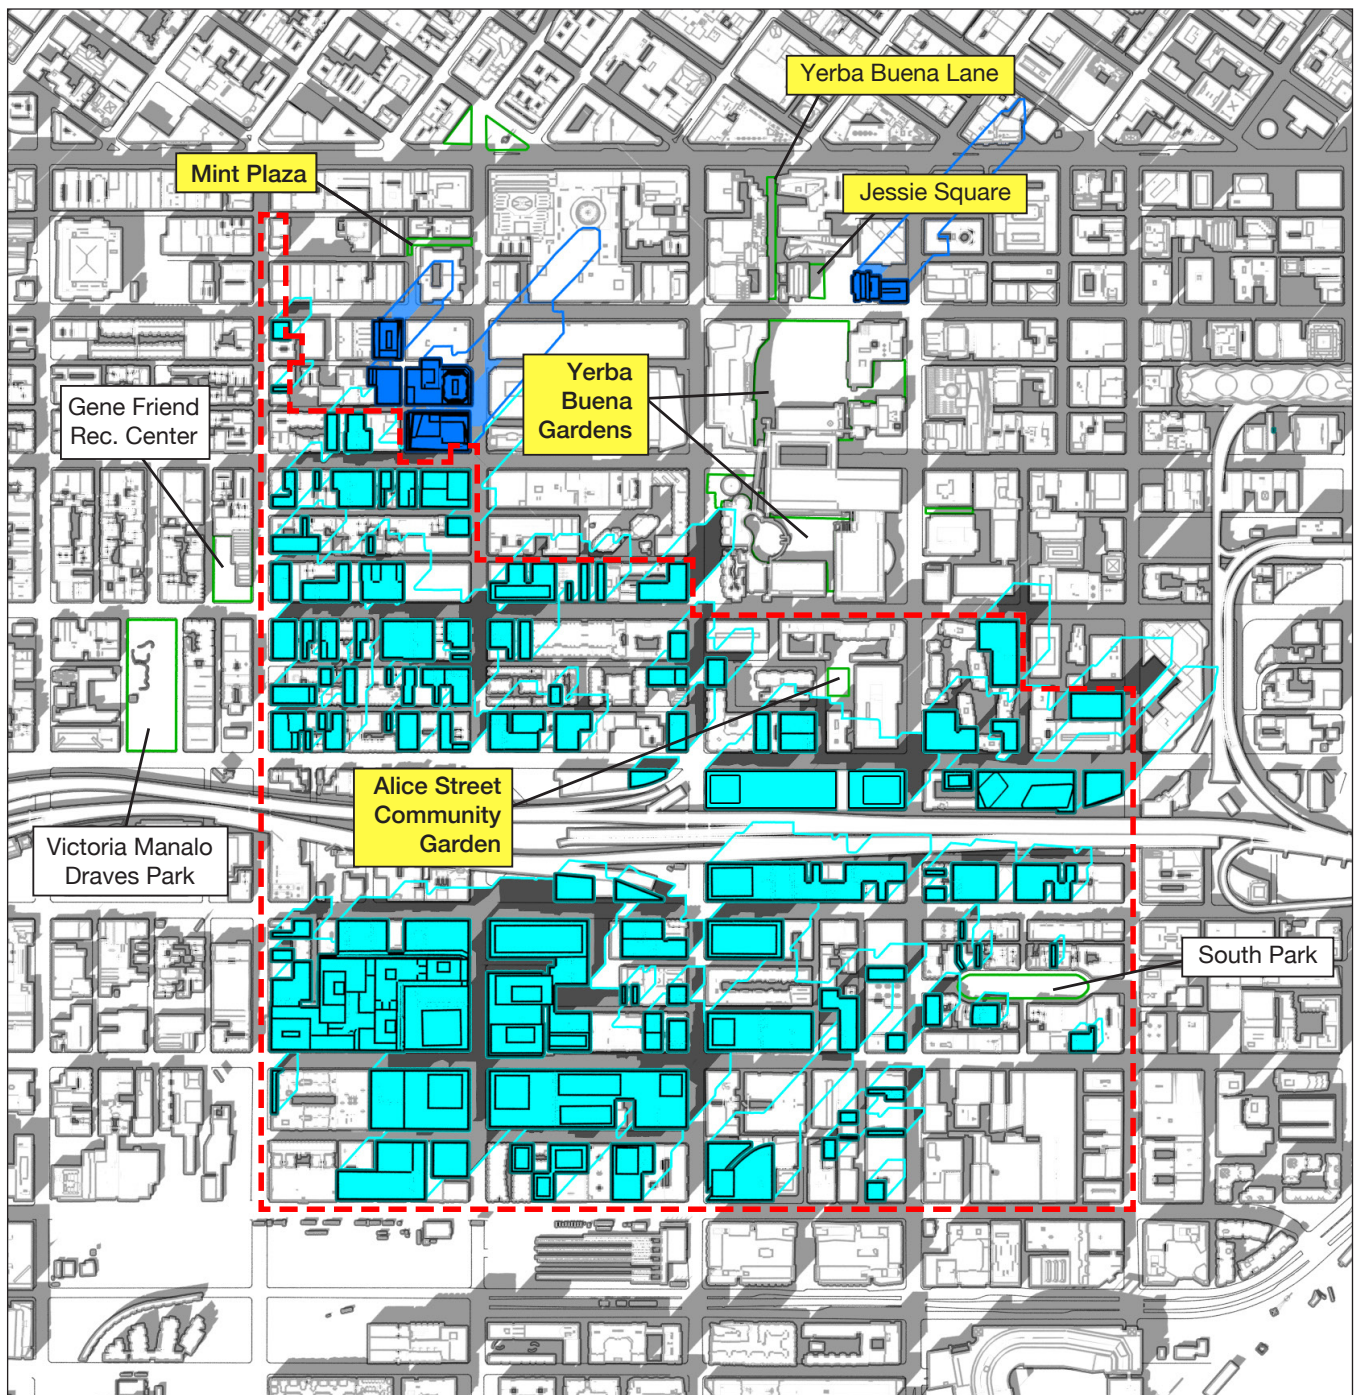 Yerba Buena Lane
Mint Plaza
Jessie Square
Yerba
Buena
Gardens
Gene Friend
Rec. Center
Alice Street
Community
Garden
Victoria Manalo
Draves Park
South Park